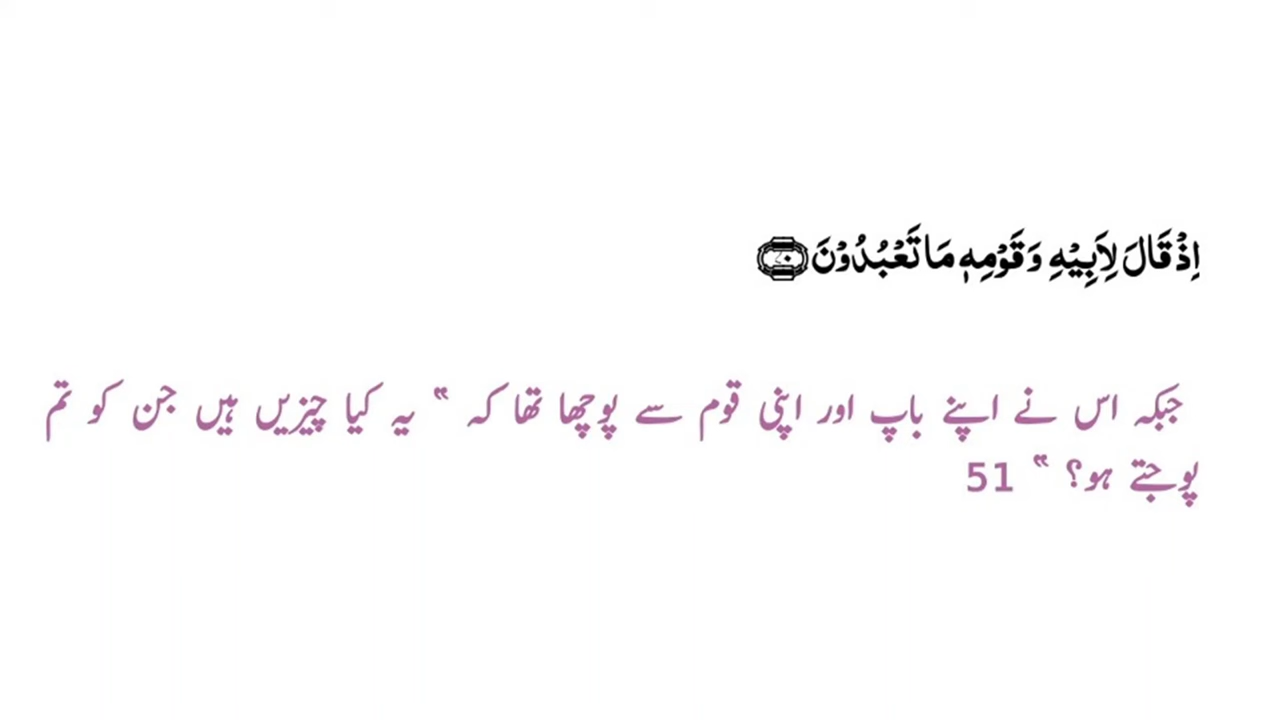 اِذْ قَالَ لِاَبِيْهِ وَقَوْمِهٖ مَا تَعْبُدُوْنَ ۝۷۰
جبکہ اس نے اپنے باپ اور اپنی قوم سے پوچھا تھا کہ ” یہ کیا چیزیں ہیں جن کو تم
پوجتے ہو؟ ” 51